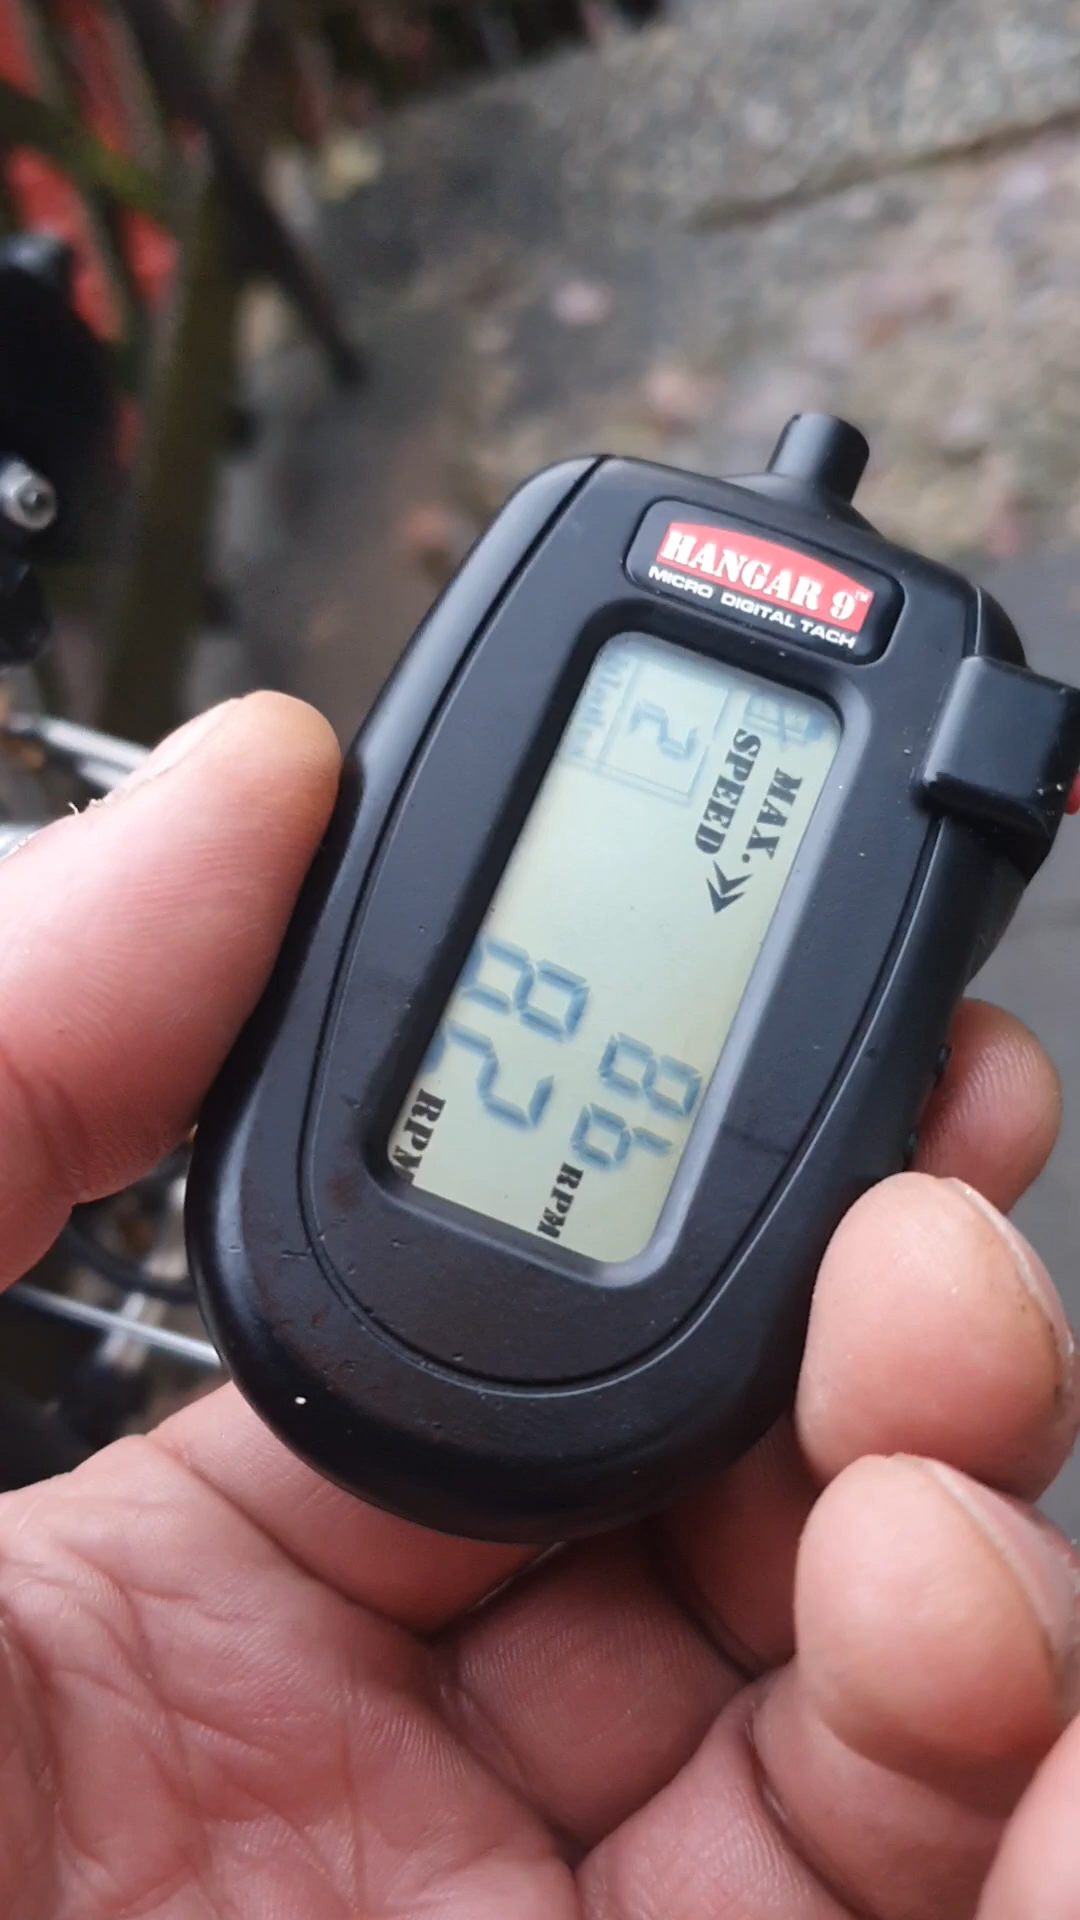 HANGAR 9™
MICRO DIGITAL TACH
MAX.
SPEED
2
RPM
RPM